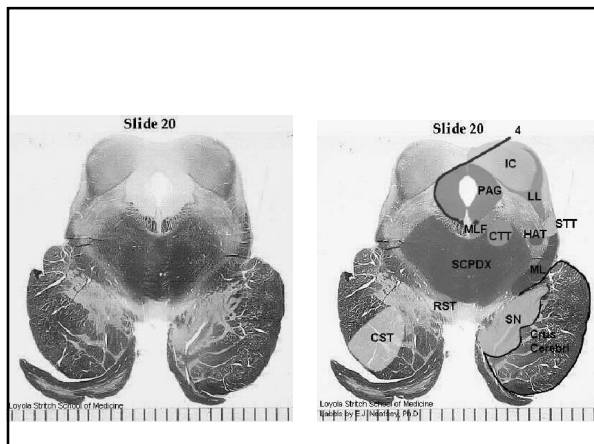 Slide 20
Loyola Stritch School of Medicine
Slide 20
4
IC
PAG
LL
STT
MLF
CTT
HAT
SCPDX
ML
RST
SN
CST
Crus
Cerebri
Loyola Stritch School of Medicine
Labels by E.J. Neafsey, Ph.D.